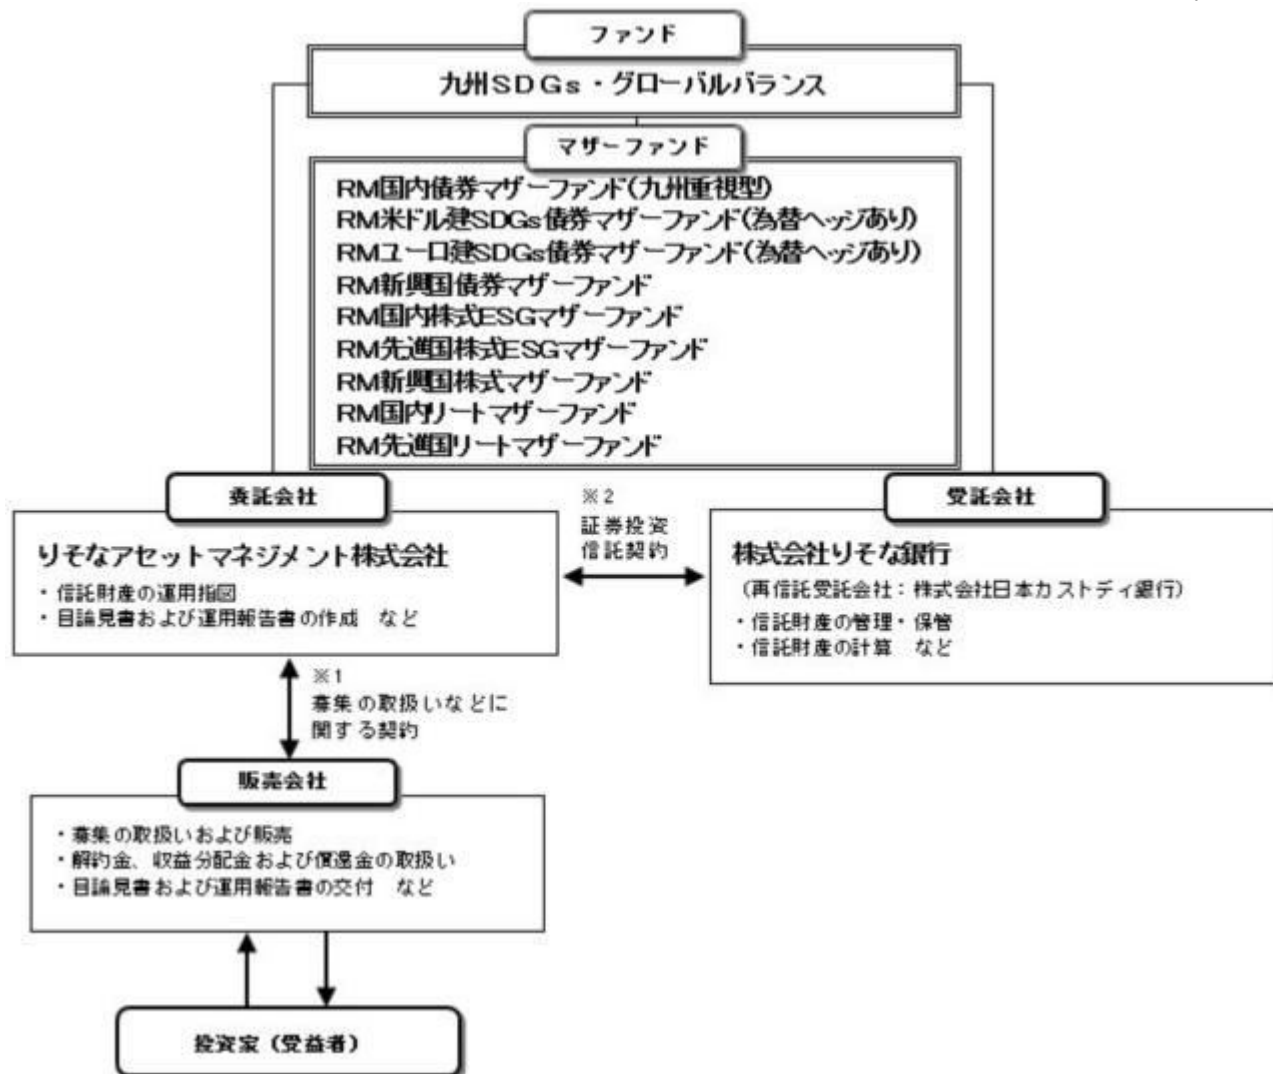 ファンド
九州SDGs・グローバルバランス
マザーファンド
RM国内債券マザーファンド(九州重視型)
RM米ドル建SDGs債券マザーファンド(為替ヘッジあり)
RMユーロ建SDGs債券マザーファンド(為替ヘッジあり)
RM新興国債券マザーファンド
RM国内株式ESGマザーファンド
RM先進国株式ESGマザーファンド
RM新興国株式マザーファンド
RM国内リートマザーファンド
RM先進国リートマザーファンド
委託会社
りそなアセットマネジメント株式会社
・信託財産の運用指図
・目論見書および運用報告書の作成 など
※2
証券投資
信託契約
受託会社
株式会社りそな銀行
(再信託受託会社:株式会社日本カストディ銀行)
・信託財産の管理・保管
・信託財産の計算 など
※1
募集の取扱いなどに
関する契約
販売会社
・募集の取扱いおよび販売
・解約金、収益分配金および償還金の取扱い
・目論見書および運用報告書の交付 など
投資家(受益者)